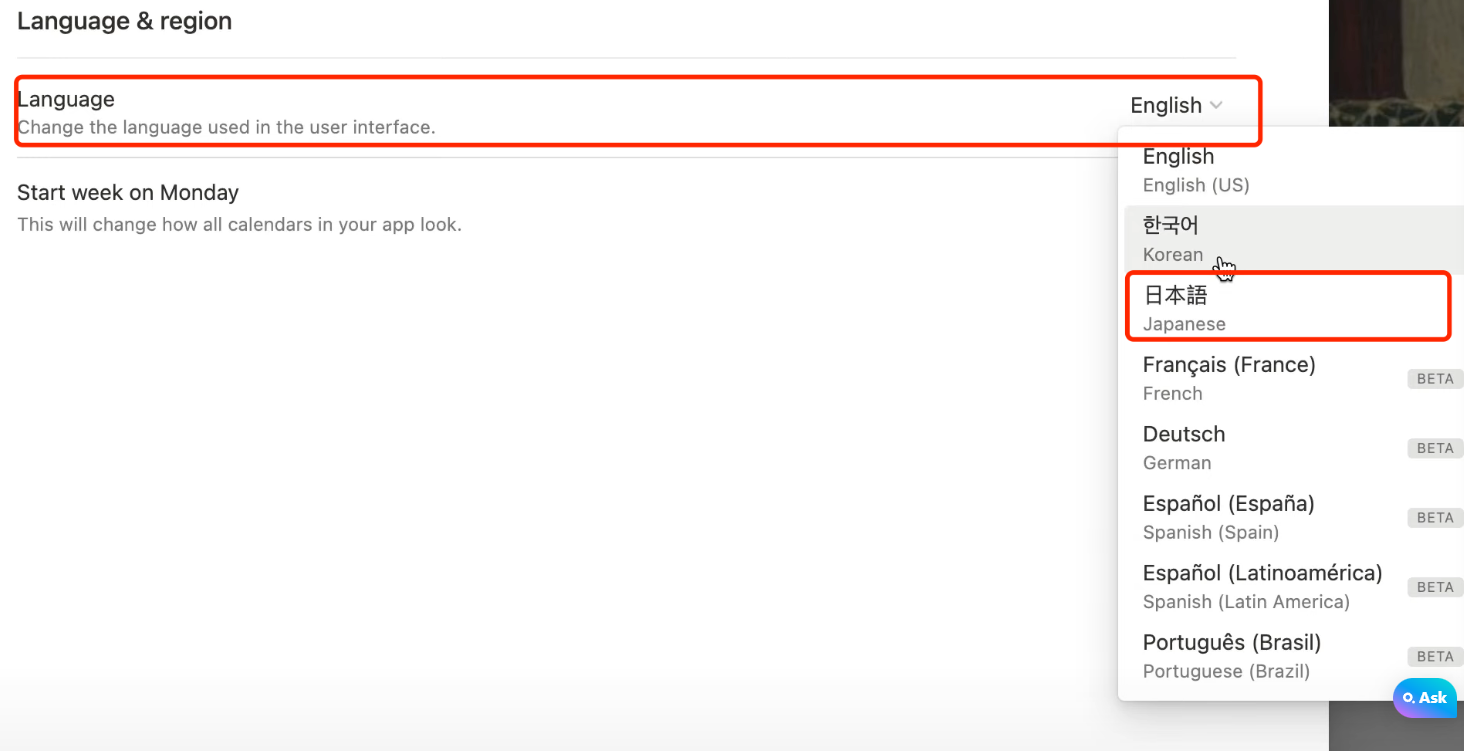 Language & region
Language
Change the language used in the user interface.
English
Start week on Monday
This will change how all calendars in your app look.
English
English (US)
한국어
Korean
日本語
Japanese
Français (France)
French
BETA
Deutsch
German
BETA
Español (España)
Spanish (Spain)
BETA
Español (Latinoamérica)
Spanish (Latin America)
BETA
Português (Brasil)
Portuguese (Brazil)
BETA
Ask